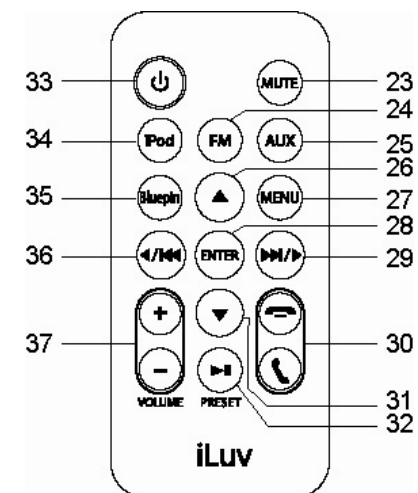 33 MUTE 23
24
34 iPod FM AUX 25
26
35 Bluepin MENU 27
28
36 ENTER 29
37 + 30
−
VOLUME PRESET 31
32
iLuv